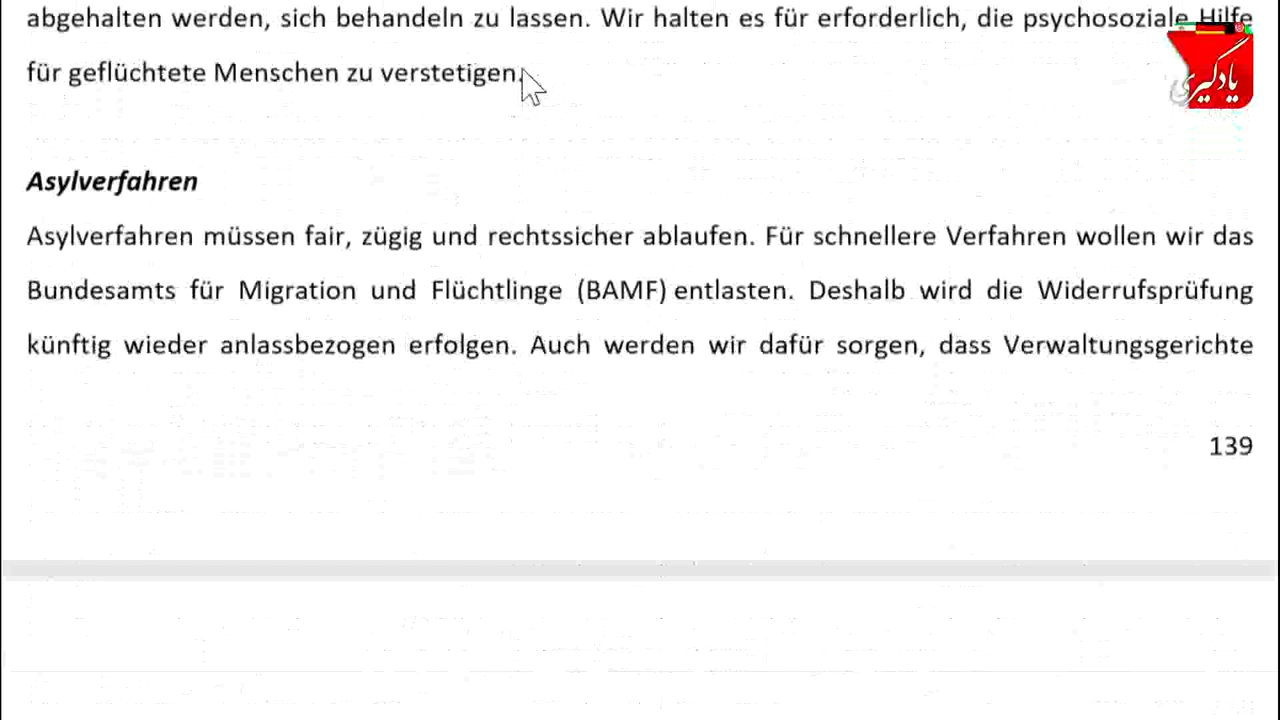 abgehalten werden, sich behandeln zu lassen. Wir halten es für erforderlich, die psychosoziale Hilfe
für geflüchtete Menschen zu verstetigen.
یادگیری
Asylverfahren
Asylverfahren müssen fair, zügig und rechtssicher ablaufen. Für schnellere Verfahren wollen wir das
Bundesamts für Migration und Flüchtlinge (BAMF) entlasten. Deshalb wird die Widerrufsprüfung
künftig wieder anlassbezogen erfolgen. Auch werden wir dafür sorgen, dass Verwaltungsgerichte
139